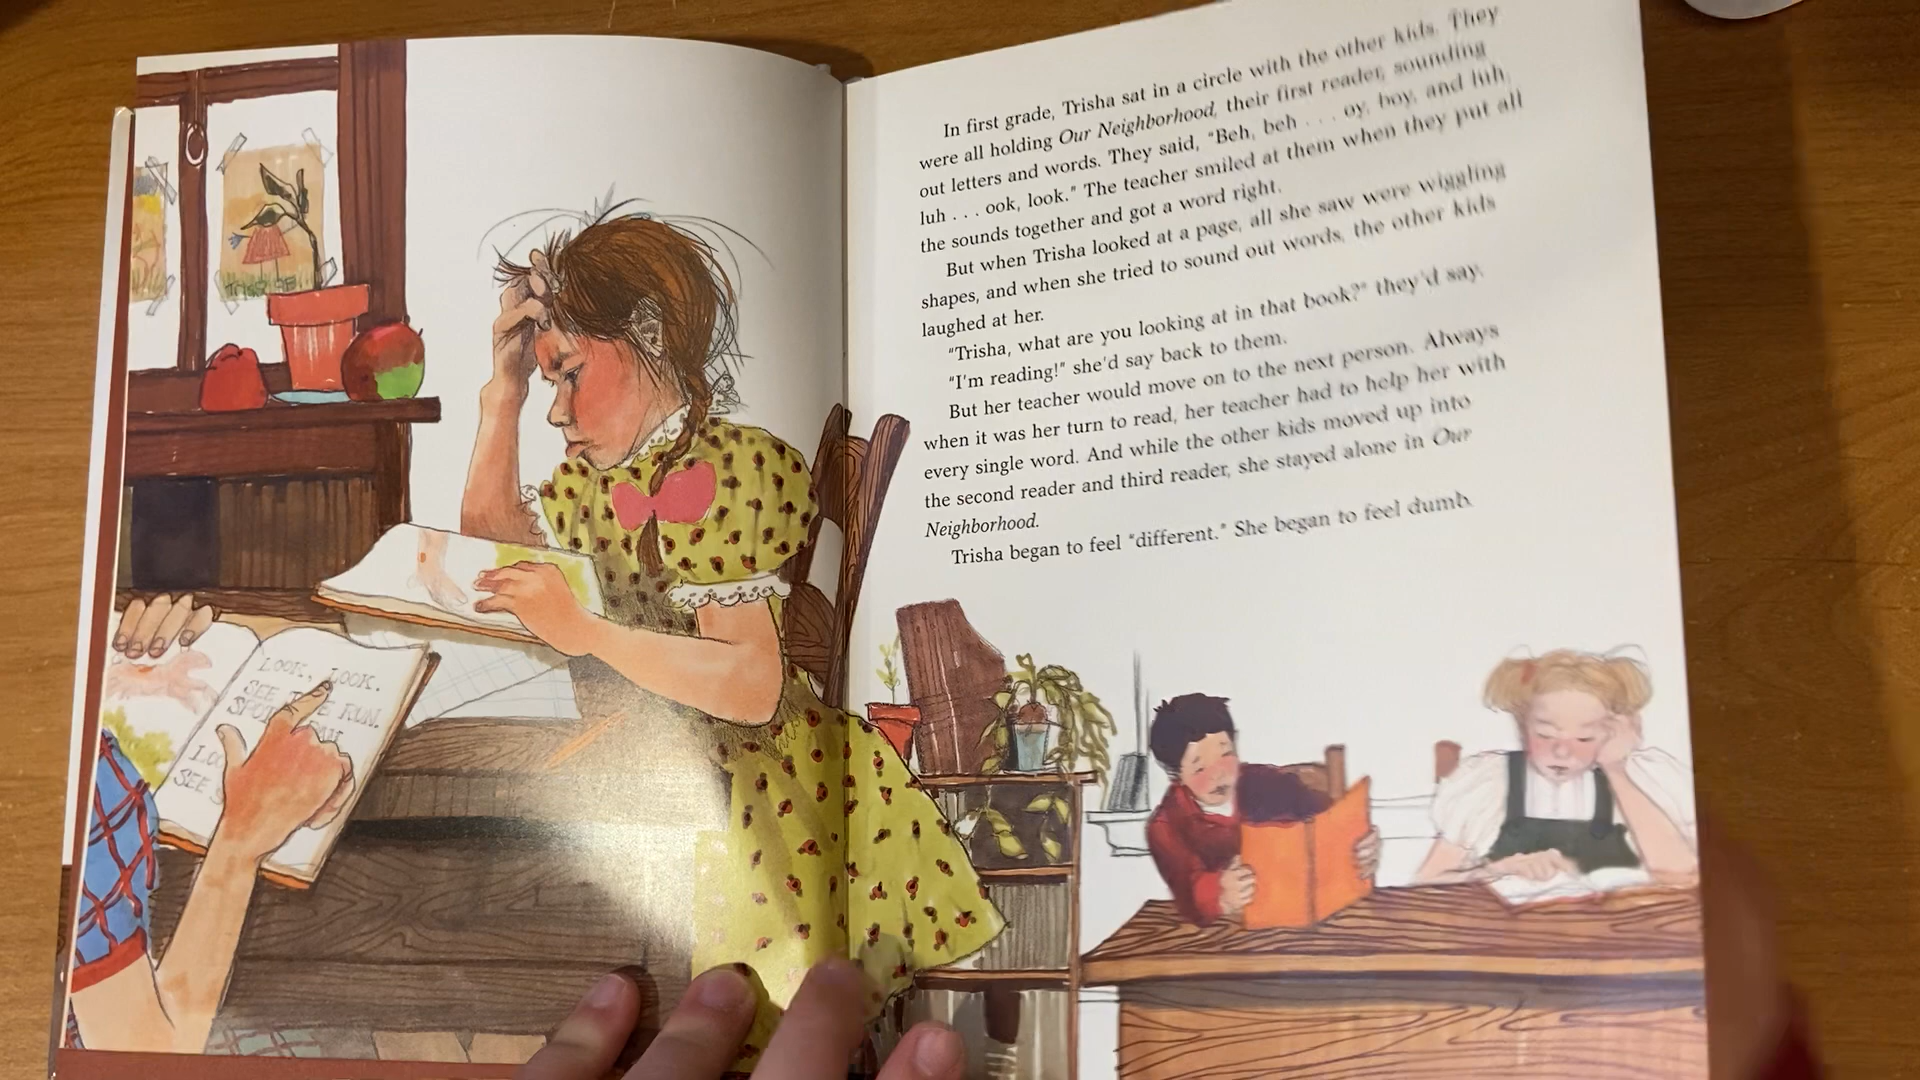 Trisha
LOOK, LOOK.
SEE RUN.
SPOT
SEE
In first grade, Trisha sat in a circle with the other kids. They
were all holding Our Neighborhood, their first reader, sounding
out letters and words. They said, "Beh, beh . . . oy, boy, and luh,
luh . . . ook, look." The teacher smiled at them when they put all
the sounds together and got a word right.
But when Trisha looked at a page, all she saw were wiggling
shapes, and when she tried to sound out words, the other kids
laughed at her.
"Trisha, what are you looking at in that book?" they'd say.
"I'm reading!" she'd say back to them.
But her teacher would move on to the next person. Always
when it was her turn to read, her teacher had to help her with
every single word. And while the other kids moved up into
the second reader and third reader, she stayed alone in Our
Neighborhood.
Trisha began to feel "different." She began to feel dumb.